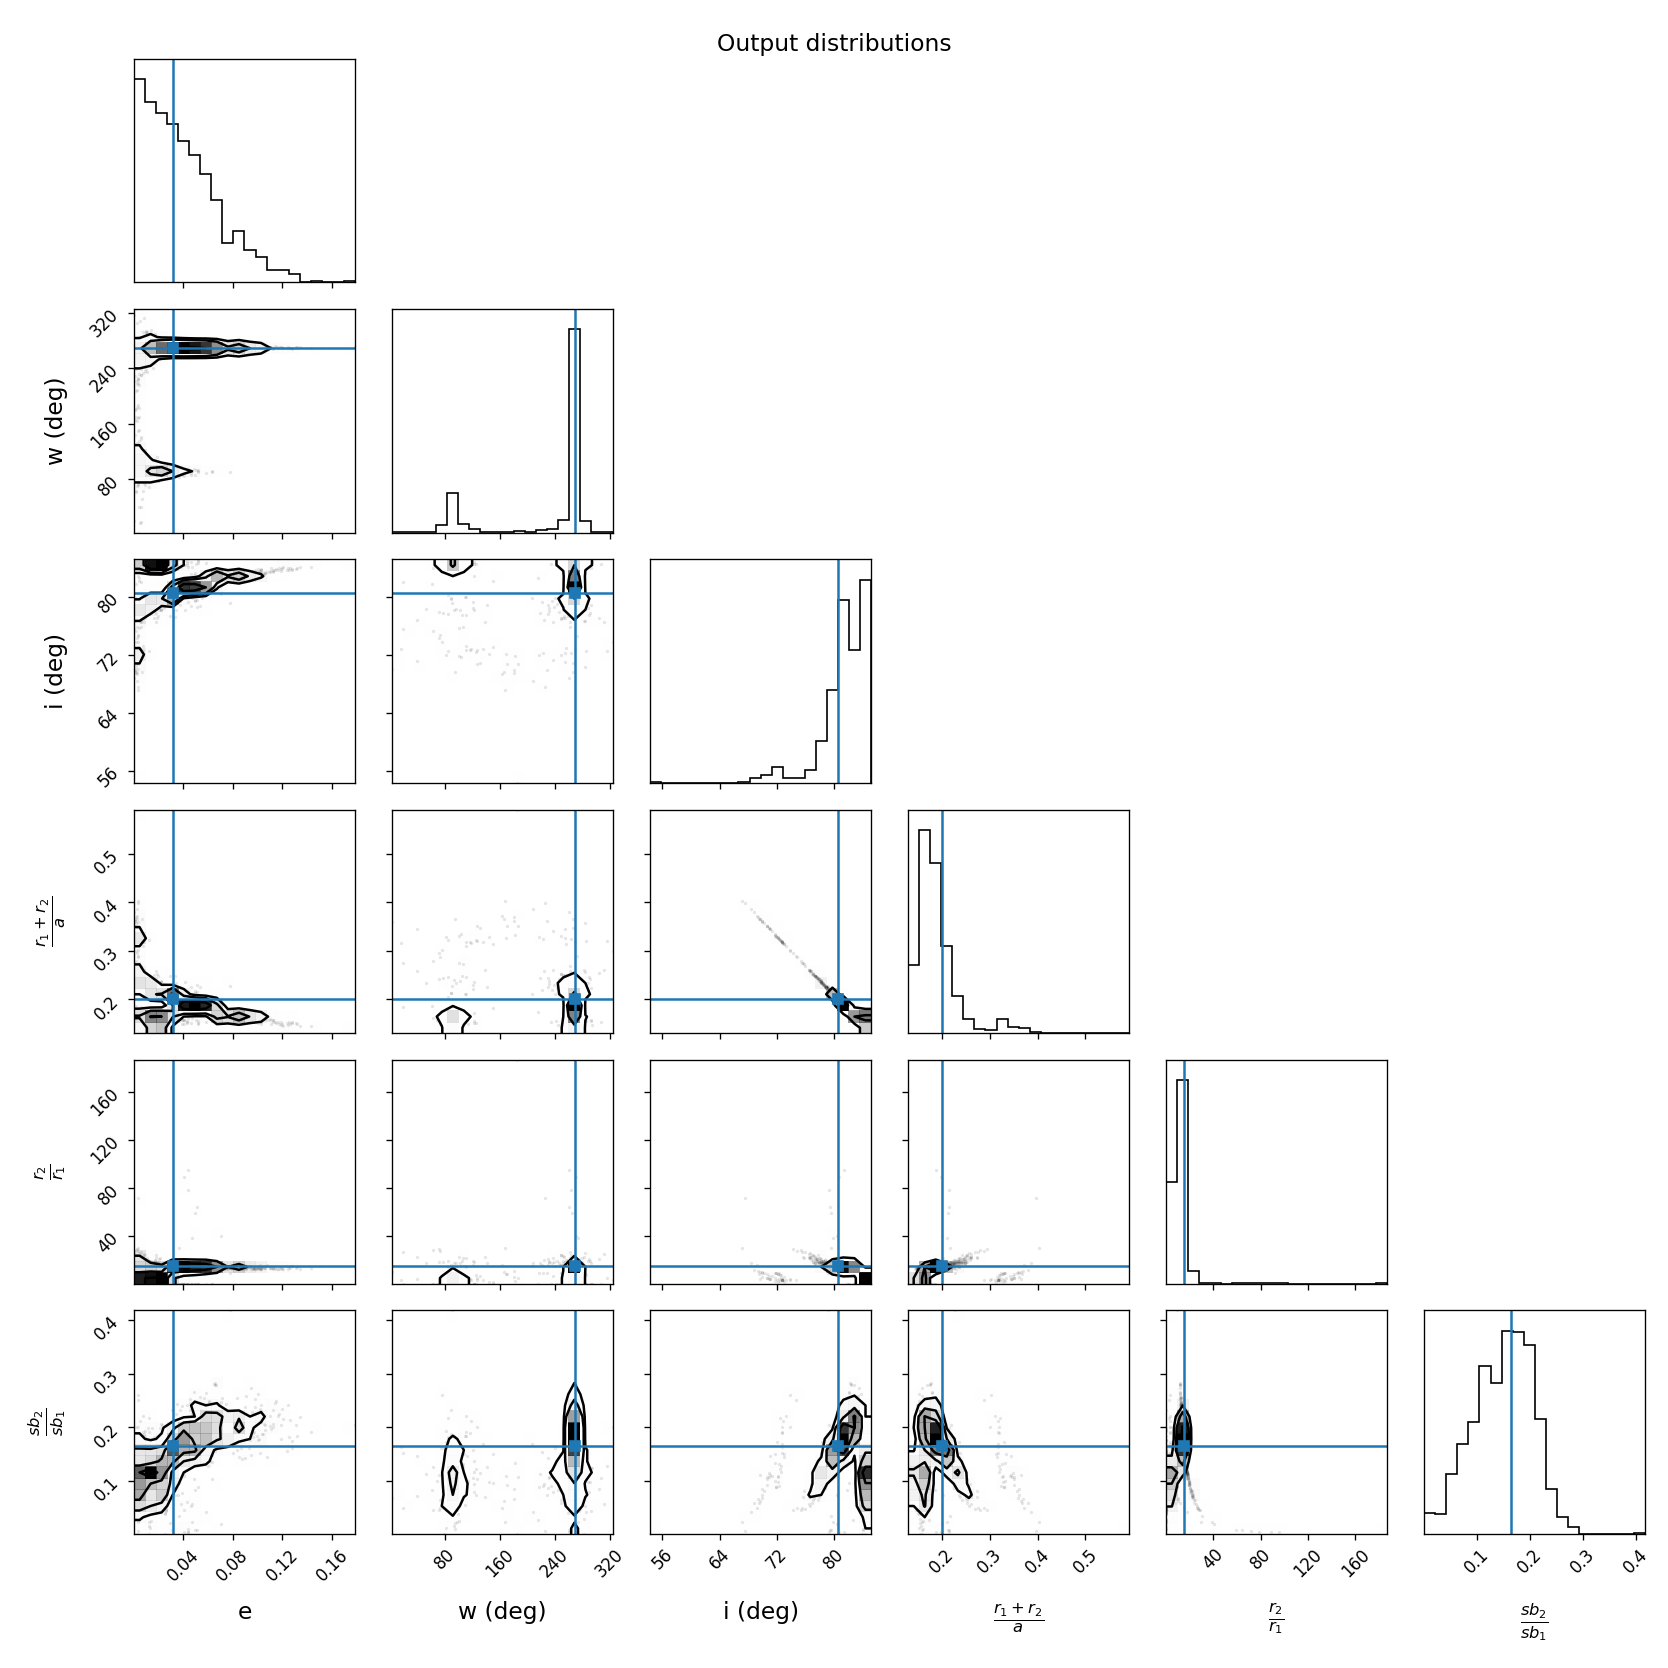 Output distributions
320
240
160
80
w (deg)
80
72
64
56
i (deg)
0.5
0.4
0.3
0.2
r₁ + r₂
a
160
120
80
40
r₂
r₁
0.4
0.3
0.2
0.1
sb₂
sb₁
0.04 0.08 0.12 0.16 80 160 240 320 56 64 72 80 0.2 0.3 0.4 0.5 40 80 120 160 0.1 0.2 0.3 0.4
e w (deg) i (deg)
r₁ + r₂
a
r₂
r₁
sb₂
sb₁